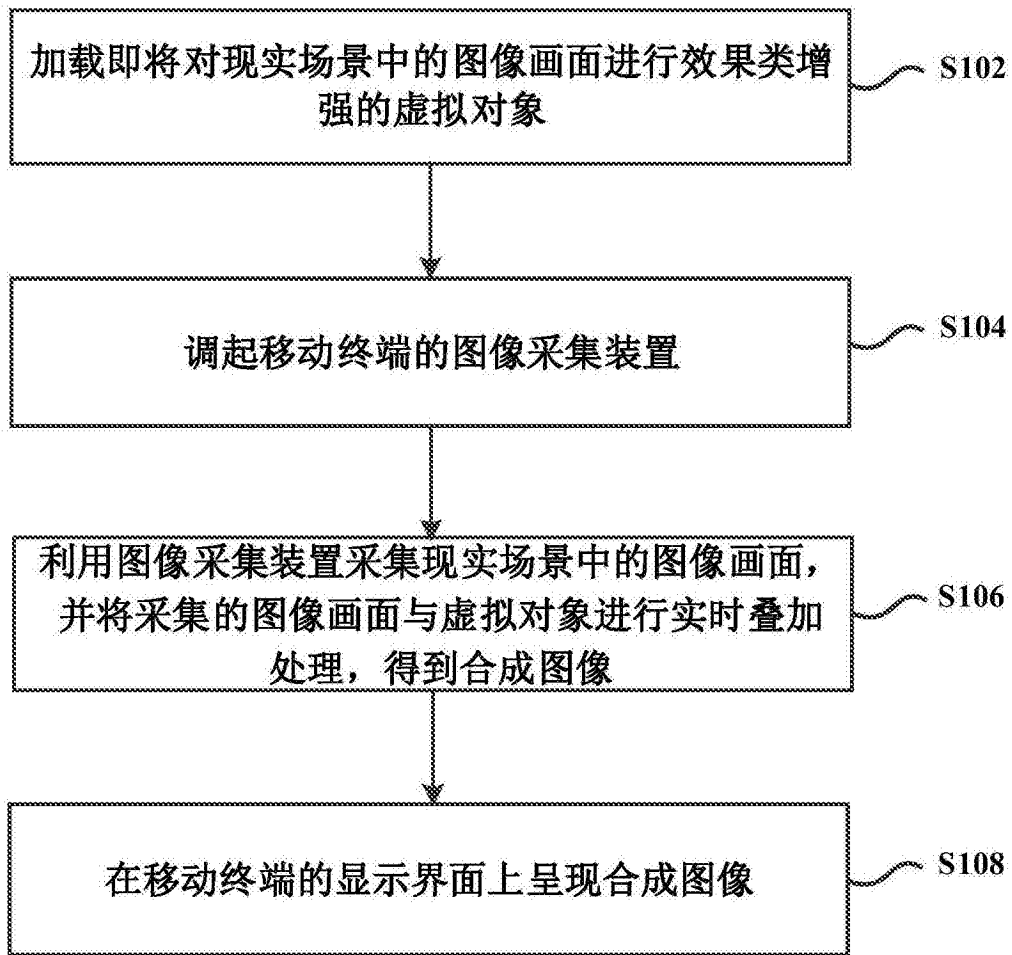 加载即将对现实场景中的图像画面进行效果类增
强的虚拟对象
S102
调起移动终端的图像采集装置
S104
利用图像采集装置采集现实场景中的图像画面，
并将采集的图像画面与虚拟对象进行实时叠加
处理，得到合成图像
S106
在移动终端的显示界面上呈现合成图像
S108